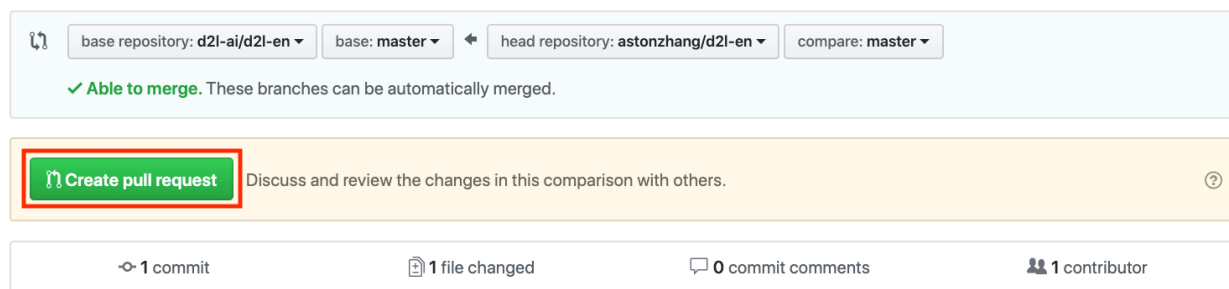 base repository: d2l-ai/d2l-en base: master head repository: astonzhang/d2l-en compare: master
Able to merge. These branches can be automatically merged.
Create pull request Discuss and review the changes in this comparison with others.
1 commit 1 file changed 0 commit comments 1 contributor